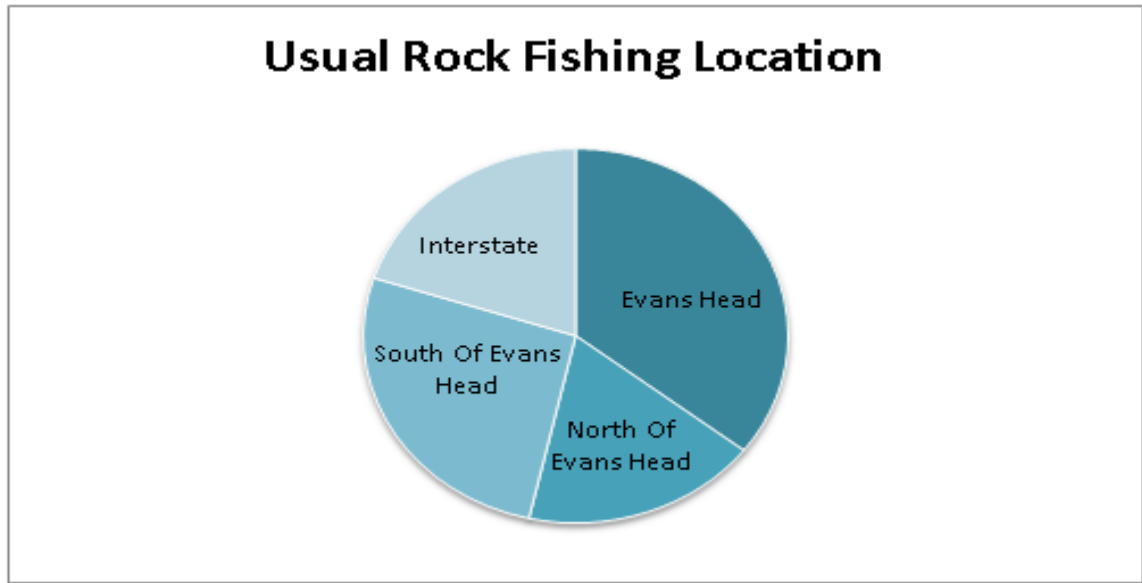 Usual Rock Fishing Location
Interstate
Evans Head
South Of Evans
Head
North Of
Evans Head